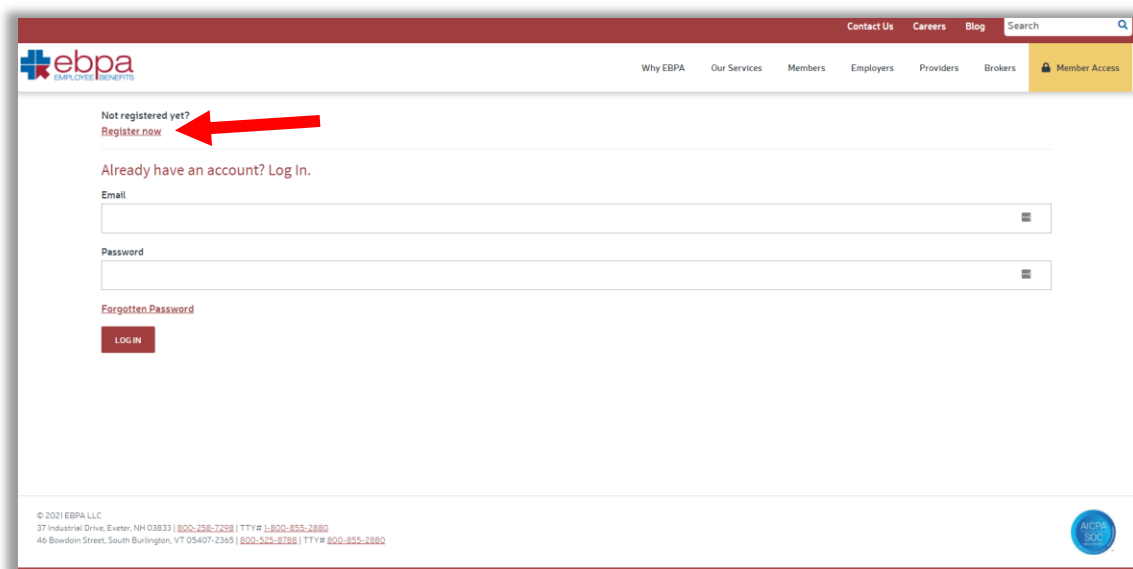 Contact Us Careers Blog Search
ebpa
EMPLOYEE BENEFITS
Why EBPA Our Services Members Employers Providers Brokers Member Access
Not registered yet?
Register now
Already have an account? Log In.
Email
Password
Forgotten Password
LOG IN
© 2021 EBPA LLC
37 Industrial Drive, Exeter, NH 03833 | 800-258-7298 | TTY# 1-800-855-2880
46 Bowdoin Street, South Burlington, VT 05407-2365 | 800-525-8788 | TTY# 800-855-2880
AICPA
SOC